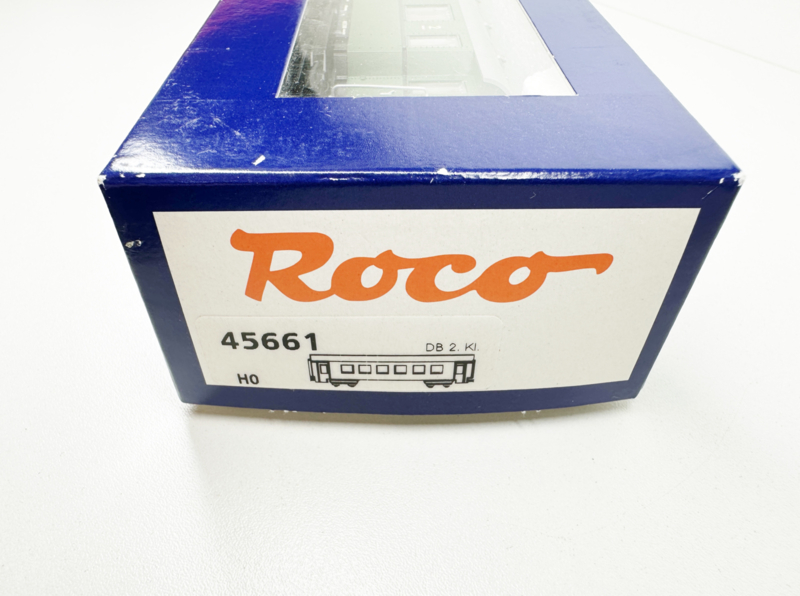 Roco
45661
DB 2. Kl.
H0